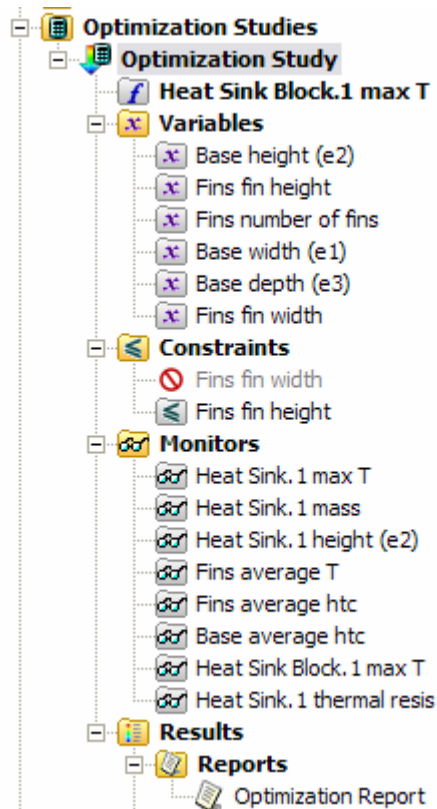 Optimization Studies
Optimization Study
f Heat Sink Block.1 max T
x Variables
x Base height (e2)
x Fins fin height
x Fins number of fins
x Base width (e1)
x Base depth (e3)
x Fins fin width
≤ Constraints
Fins fin width
≤ Fins fin height
Monitors
Heat Sink.1 max T
Heat Sink.1 mass
Heat Sink.1 height (e2)
Fins average T
Fins average htc
Base average htc
Heat Sink Block.1 max T
Heat Sink.1 thermal resis
Results
Reports
Optimization Report